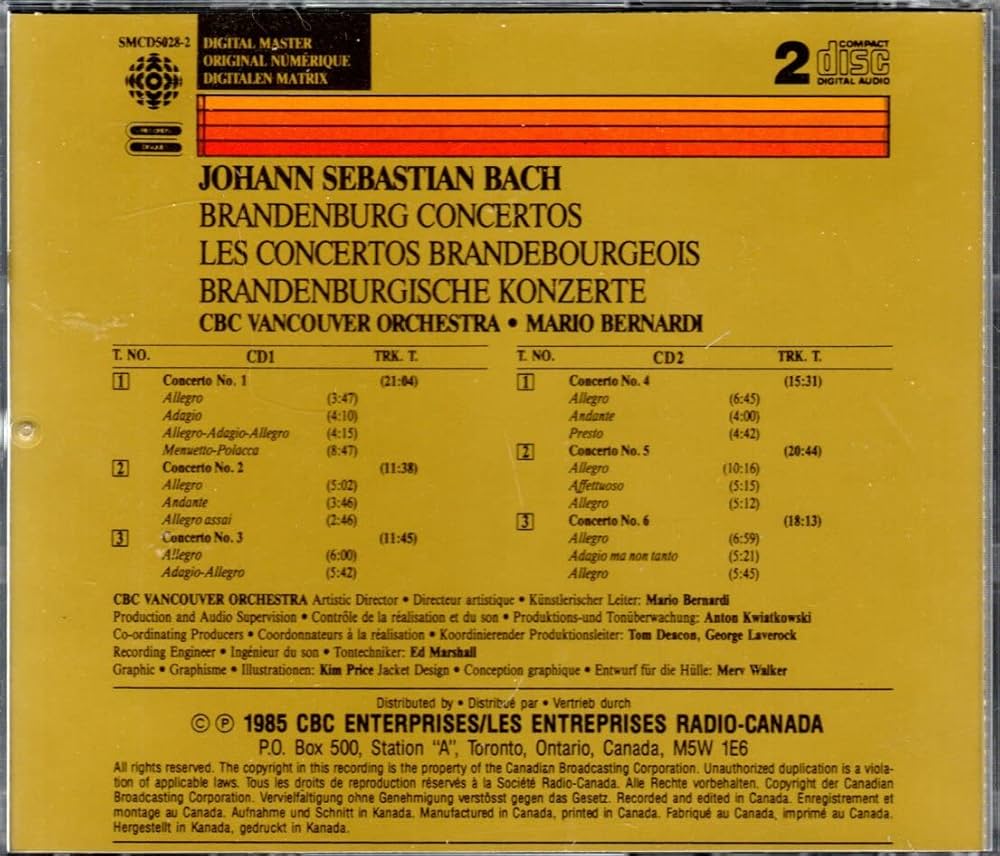 SMCD5028-2
DIGITAL MASTER
ORIGINAL NUMÉRIQUE
DIGITALEN MATRIX
2 COMPACT disc DIGITAL AUDIO
JOHANN SEBASTIAN BACH
BRANDENBURG CONCERTOS
LES CONCERTOS BRANDEBOURGEOIS
BRANDENBURGISCHE KONZERTE
CBC VANCOUVER ORCHESTRA • MARIO BERNARDI
T. NO. CD1 TRK. T.
1 Concerto No. 1 (21:04)
Allegro (3:47)
Adagio (4:10)
Allegro-Adagio-Allegro (4:15)
Menuetto-Polacca (8:47)
2 Concerto No. 2 (11:38)
Allegro (5:02)
Andante (3:46)
Allegro assai (2:46)
3 Concerto No. 3 (11:45)
Allegro (6:00)
Adagio-Allegro (5:42)
T. NO. CD2 TRK. T.
1 Concerto No. 4 (15:31)
Allegro (6:45)
Andante (4:00)
Presto (4:42)
2 Concerto No. 5 (20:44)
Allegro (10:16)
Affettuoso (5:15)
Allegro (5:12)
3 Concerto No. 6 (18:13)
Allegro (6:59)
Adagio ma non tanto (5:21)
Allegro (5:45)
CBC VANCOUVER ORCHESTRA Artistic Director • Directeur artistique • Künstlerischer Leiter: Mario Bernardi
Production and Audio Supervision • Contrôle de la réalisation et du son • Produktions-und Tonüberwachung: Anton Kwiatkowski
Co-ordinating Producers • Coordonnateurs à la réalisation • Koordinierender Produktionsleiter: Tom Deacon, George Laverock
Recording Engineer • Ingénieur du son • Tontechniker: Ed Marshall
Graphic • Graphisme • Illustrationen: Kim Price Jacket Design • Conception graphique • Entwurf für die Hülle: Merv Walker
Distributed by • Distribué par • Vertrieb durch
© ℗ 1985 CBC ENTERPRISES/LES ENTREPRISES RADIO-CANADA
P.O. Box 500, Station "A", Toronto, Ontario, Canada, M5W 1E6
All rights reserved. The copyright in this recording is the property of the Canadian Broadcasting Corporation. Unauthorized duplication is a viola-
tion of applicable laws. Tous les droits de reproduction réservés à la Société Radio-Canada. Alle Rechte vorbehalten. Copyright der Canadian
Broadcasting Corporation. Vervielfältigung ohne Genehmigung verstösst gegen das Gesetz. Recorded and edited in Canada. Enregistrement et
montage au Canada. Aufnahme und Schnitt in Kanada. Manufactured in Canada, printed in Canada. Fabriqué au Canada, imprimé au Canada.
Hergestellt in Kanada, gedruckt in Kanada.